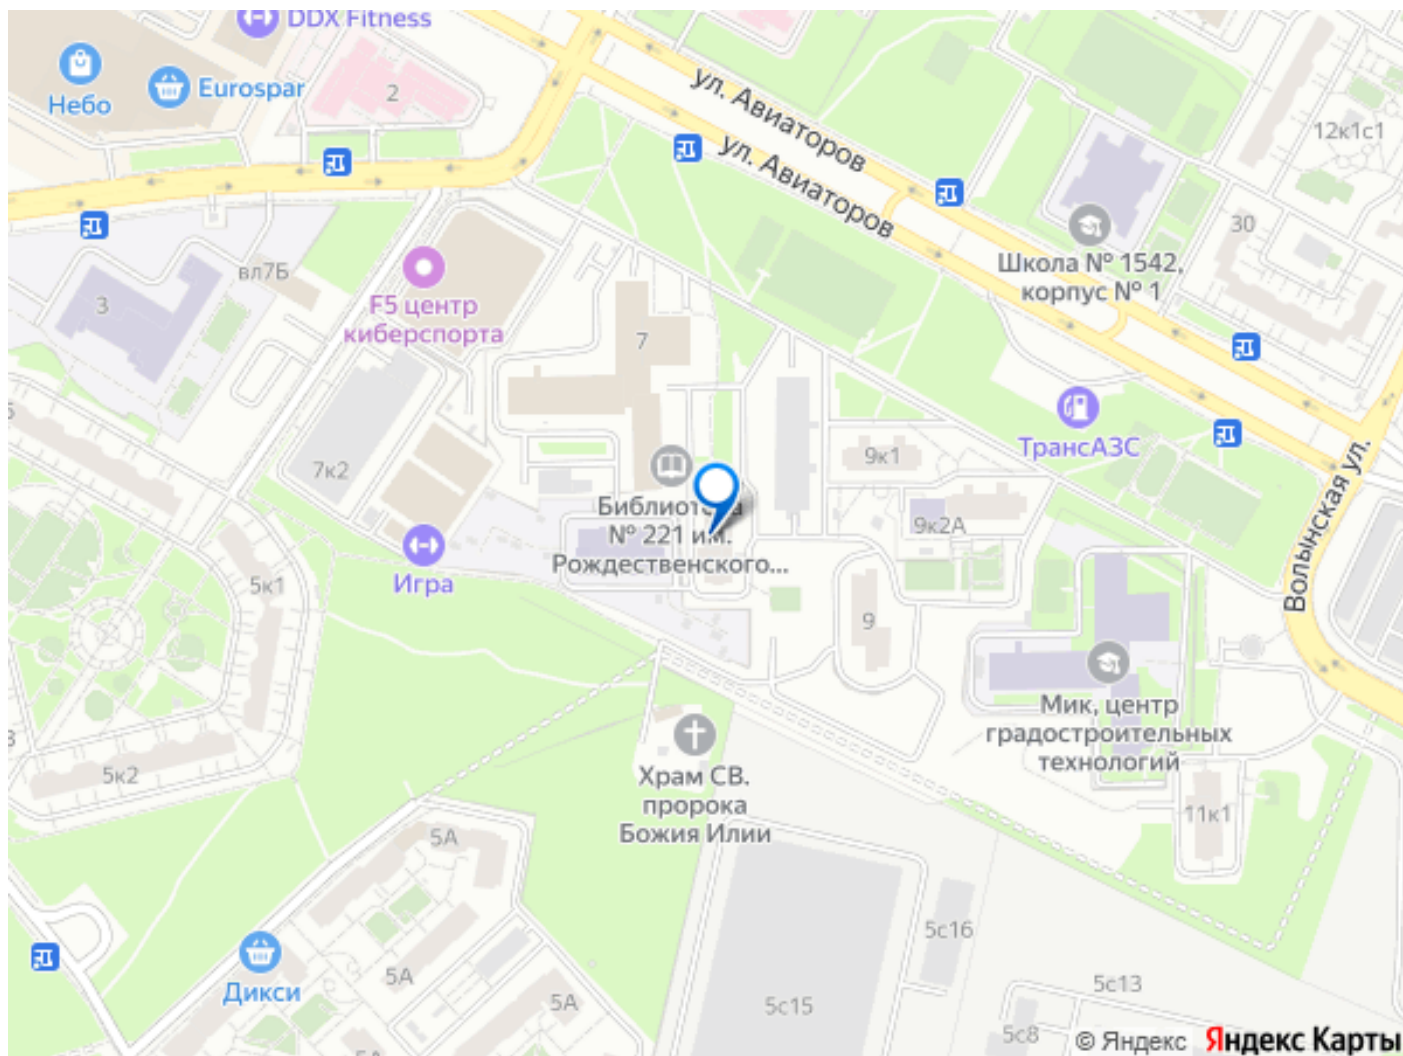 DDX Fitness
Небо
Eurospar
2
ул. Авиаторов
ул. Авиаторов
12к1с1
30
Школа № 1542,
корпус № 1
вл7Б
3
F5 центр
киберспорта
7
7к2
ТрансАЗС
9к1
9к2А
Волынская ул.
Библиотека
№ 221 им.
Рождественского...
Игра
5к1
9
Мик, центр
градостроительных
технологий
5к2
Храм СВ.
пророка
Божия Илии
11к1
5А
5А
5А
5А
Дикси
5с16
5с15
5с13
5с8
© Яндекс Яндекс Карты